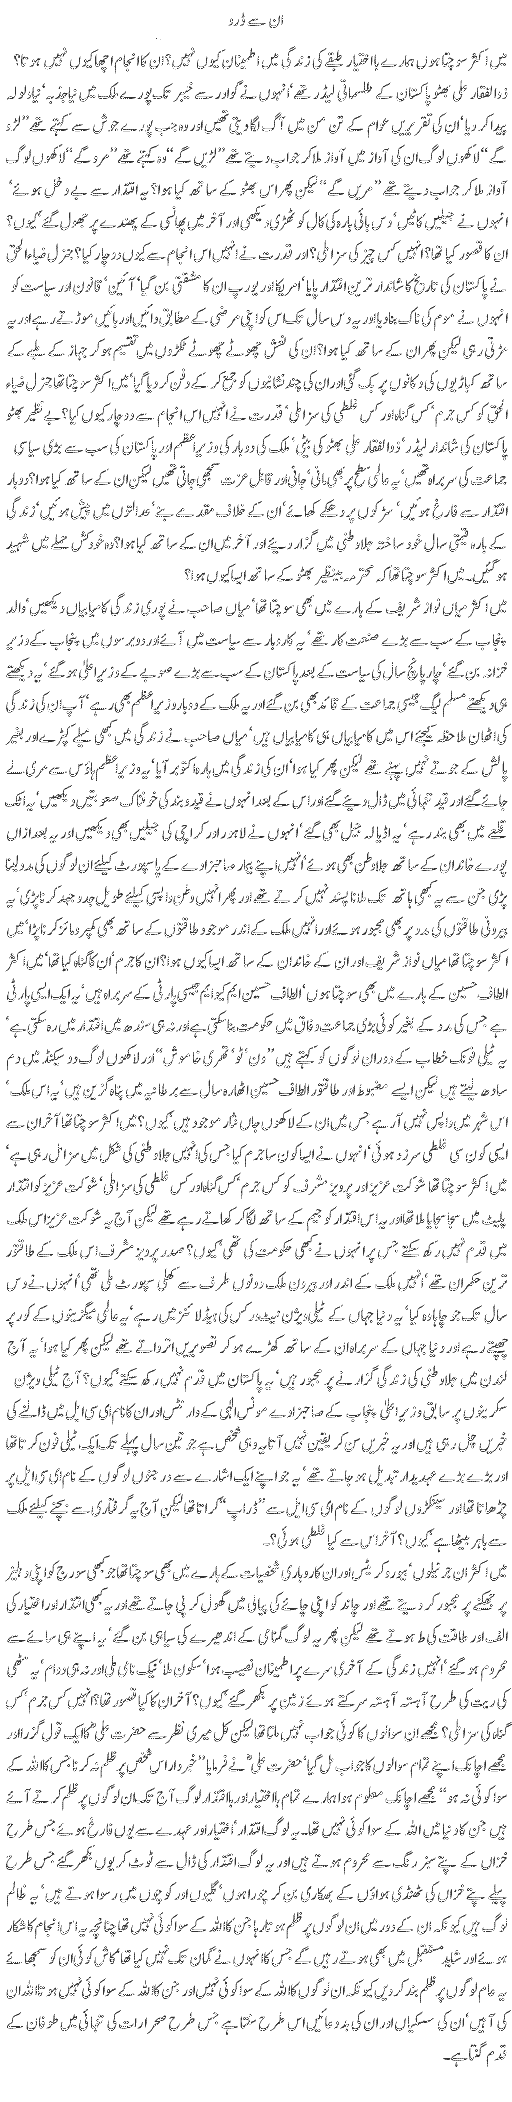 ان سے ڈرو
میں اکثر سوچتا ہوں ہمارے بااختیار طبقے کی زندگی میں اطمینان کیوں نہیں؟ ان کا انجام اچھا کیوں نہیں ہوتا؟
ذوالفقار علی بھٹو پاکستان کے طلسماتی لیڈر تھے‘ انہوں نے گوادر سے خیبر تک پورے ملک میں نیا جذبہ‘ نیا ولولہ
پیدا کر دیا‘ ان کی تقریریں عوام کے تن من میں آگ لگا دیتی تھیں اور وہ جب پورے جوش سے کہتے تھے ”لڑو
گے“ لاکھوں لوگ ان کی آواز میں آواز ملا کر جواب دیتے تھے ”لڑیں گے“ وہ کہتے تھے ”مرو گے“ لاکھوں لوگ
آواز ملا کر جواب دیتے تھے ”مریں گے“ لیکن پھر اس بھٹو کے ساتھ کیا ہوا؟ یہ اقتدار سے بے دخل ہوئے‘
انہوں نے جیلیں کاٹیں‘ دس بائی بارہ کی کال کوٹھڑی دیکھی اور آخر میں پھانسی کے پھندے پر جھول گئے‘ کیوں؟
ان کا قصور کیا تھا؟ انہیں کس چیز کی سزا ملی؟ اور قدرت نے انہیں اس انجام سے کیوں دوچار کیا؟ جنرل ضیاء الحق
نے پاکستان کی تاریخ کا شاندار ترین اقتدار پایا‘ امریکا اور یورپ ان کا مشفق بن گیا‘ آئین‘ قانون اور سیاست کو
انہوں نے موم کی ناک بنا دیا اور یہ دس سال تک اس کو اپنی مرضی کے مطابق دائیں اور بائیں موڑتے رہے اور یہ
مڑتی رہی لیکن پھر ان کے ساتھ کیا ہوا؟ ان کی نعش چھوٹے چھوٹے ٹکڑوں میں تقسیم ہو کر جہاز کے ملبے کے
ساتھ کباڑیوں کی دکانوں پر بک گئی اور ان کی چند نشانیوں کو جمع کر کے دفن کر دیا گیا‘ میں اکثر سوچتا تھا جنرل ضیاء
الحق کو کس جرم‘ کس گناہ اور کس غلطی کی سزا ملی‘ قدرت نے انہیں اس انجام سے دوچار کیوں کیا؟ بے نظیر بھٹو
پاکستان کی شاندار لیڈر‘ ذوالفقار علی بھٹو کی بیٹی‘ ملک کی دو بار کی وزیراعظم اور پاکستان کی سب سے بڑی سیاسی
جماعت کی سربراہ تھیں‘ یہ عالمی سطح پر بھی مانی‘ جانی اور قابل عزت سمجھی جاتی تھیں لیکن ان کے ساتھ کیا ہوا؟ دو بار
اقتدار سے فارغ ہوئیں‘ سڑکوں پر دھکے کھائے‘ ان کے خلاف مقدمے بنے‘ عدالتوں میں پیش ہوئیں‘ زندگی
کے بارہ قیمتی سال خود ساختہ جلاوطنی میں گزار دیئے اور آخر میں ان کے ساتھ کیا ہوا؟ وہ خودکش حملے میں شہید
ہو گئیں۔ میں اکثر سوچتا تھا کہ محترمہ بینظیر بھٹو کے ساتھ ایسا کیوں ہوا؟
میں اکثر میاں نواز شریف کے بارے میں بھی سوچتا تھا‘ میاں صاحب نے پوری زندگی کامیابیاں دیکھیں‘ والد
پنجاب کے سب سے بڑے صنعت کار تھے‘ یہ کاروبار سے سیاست میں آئے اور دو برسوں میں پنجاب کے وزیر
خزانہ بن گئے‘ چار پانچ سال کی سیاست کے بعد پاکستان کے سب سے بڑے صوبے کے وزیراعلیٰ ہو گئے‘ یہ دیکھتے
ہی دیکھتے مسلم لیگ جیسی جماعت کے قائد بھی بن گئے اور یہ ملک کے دو بار وزیراعظم بھی رہے‘ آپ ان کی زندگی
کی اٹھان ملاحظہ کیجئے اس میں کامیابیاں ہی کامیابیاں ہیں‘ میاں صاحب نے زندگی میں کبھی میلے کپڑے اور بغیر
پالش کے جوتے نہیں پہنے تھے لیکن پھر کیا ہوا‘ ان کی زندگی میں بارہ اکتوبر آیا‘ یہ وزیراعظم ہاؤس سے مری لے
جائے گئے اور قید تنہائی میں ڈال دیئے گئے اور اس کے بعد انہوں نے قید و بند کی خوفناک صعوبتیں دیکھیں‘ یہ اٹک
قلعے میں بھی بند رہے‘ یہ اڈیالہ جیل بھی گئے‘ انہوں نے لاہور اور کراچی کی جیلیں بھی دیکھیں اور یہ بعد ازاں
پورے خاندان کے ساتھ جلاوطن بھی ہوئے‘ انہیں اپنے بیمار صاحبزادے کے پاسپورٹ کیلئے ان لوگوں کی مدد لینا
پڑی جن سے یہ کبھی ہاتھ تک ملانا پسند نہیں کرتے تھے اور پھر انہیں وطن واپسی کیلئے طویل جدوجہد کرنا پڑی‘ یہ
بیرونی طاقتوں کی مدد پر بھی مجبور ہوئے اور انہیں ملک کے اندر موجود طاقتوں کے ساتھ بھی کمپرومائز کرنا پڑا‘ میں
اکثر سوچتا تھا میاں نواز شریف اور ان کے خاندان کے ساتھ ایسا کیوں ہوا؟ ان کا جرم‘ ان کا گناہ کیا تھا‘ میں اکثر
الطاف حسین کے بارے میں بھی سوچتا ہوں‘ الطاف حسین ایم کیو ایم جیسی پارٹی کے سربراہ ہیں‘ یہ ایک ایسی پارٹی
ہے جس کی مدد کے بغیر کوئی بڑی جماعت وفاق میں حکومت بنا سکتی ہے اور نہ ہی سندھ میں اقتدار میں رہ سکتی ہے‘
یہ ٹیلی فونک خطاب کے دوران لوگوں کو کہتے ہیں ”ون‘ ٹو‘ تھری خاموش“ اور لاکھوں لوگ دو سیکنڈ میں دم
سادھ لیتے ہیں لیکن ایسے مضبوط اور طاقتور الطاف حسین اٹھارہ سال سے برطانیہ میں پناہ گزین ہیں‘ یہ اس ملک‘
اس شہر میں واپس نہیں آ رہے جس میں ان کے لاکھوں جاں نثار موجود ہیں‘ کیوں؟ میں اکثر سوچتا تھا آخر ان سے
ایسی کون سی غلطی سرزد ہوئی‘ انہوں نے ایسا کون سا جرم کیا جس کی انہیں جلاوطنی کی شکل میں سزا مل رہی ہے‘
میں اکثر سوچتا تھا شوکت عزیز اور پرویز مشرف کو کس جرم‘ کس گناہ اور کس غلطی کی سزا ملی‘ شوکت عزیز کو اقتدار
پلیٹ میں سجا سجایا ملا تھا اور یہ اس اقتدار کو جیم کے ساتھ لگا کر کھاتے رہے تھے لیکن آج یہ شوکت عزیز اس ملک
میں قدم نہیں رکھ سکتے جس پر انہوں نے کبھی حکومت کی تھی‘ کیوں؟ صدر پرویز مشرف اس ملک کے طاقتور
ترین حکمران تھے‘ انہیں ملک کے اندر اور بیرون ملک دونوں طرف سے کھلی سپورٹ ملی تھی‘ انہوں نے دس
سال تک جو چاہا وہ کیا‘ یہ دنیا جہاں کے ٹیلی ویژن نیٹ ورکس کی ہیڈ لائنز میں رہے‘ یہ عالمی میگزینوں کے کور پر
چھپتے رہے اور دنیا جہاں کے سربراہان کے ساتھ کھڑے ہو کر تصویریں اترواتے تھے لیکن پھر کیا ہوا‘ یہ آج
لندن میں جلاوطنی کی زندگی گزارنے پر مجبور ہیں‘ یہ پاکستان میں قدم نہیں رکھ سکتے‘ کیوں؟ آج ٹیلی ویژن
سکرینوں پر سابق وزیراعلیٰ پنجاب کے صاحبزادے مونس الٰہی کے وارنٹس اور ان کا نام ای سی ایل میں ڈالنے کی
خبریں چل رہی ہیں اور یہ خبریں سن کر یقین نہیں آتا یہ وہی شخص ہے جو تین سال پہلے تک ایک ٹیلی فون کرتا تھا
اور بڑے بڑے عہدیدار تبدیل ہو جاتے تھے‘ یہ جو اپنے ایک اشارے سے درجنوں لوگوں کے نام ای سی ایل پر
چڑھاتا تھا اور سینکڑوں لوگوں کے نام ای سی ایل سے ”ڈراپ“ کراتا تھا لیکن آج یہ گرفتاری سے بچنے کیلئے ملک
سے باہر بیٹھا ہے‘ کیوں؟ آخر اس سے کیا غلطی ہوئی؟
میں اکثر ان جرنیلوں‘ بیوروکریٹس اور ان کاروباری شخصیات کے بارے میں بھی سوچتا تھا جو کبھی سورج کو اپنی دہلیز
پر جھکنے پر مجبور کر دیتے تھے اور چاند کو اپنی چائے کی پیالی میں گھول کر پی جاتے تھے اور یہ کبھی اقتدار اور اختیار کی
الف اور طاقت کی ط ہوتے تھے لیکن پھر یہ لوگ گمنامی کے اندھیرے کی سیاہی بن گئے‘ یہ اپنے ہی سرائے سے
محروم ہو گئے‘ انہیں زندگی کے آخری سرے پر اطمینان نصیب ہوا‘ سکون ملا‘ نیک نامی ملی اور نہ ہی دوام‘ یہ مٹھی
کی ریت کی طرح آہستہ آہستہ سرکتے ہوئے زمین پر بکھر گئے‘ کیوں؟ آخر ان کا کیا قصور تھا؟ انہیں کس جرم‘ کس
گناہ کی سزا ملی؟ مجھے ان سوالوں کا کوئی جواب نہیں ملتا تھا لیکن کل میری نظر سے حضرت علیؓ کا ایک قول گزرا اور
مجھے اچانک اپنے تمام سوالوں کا جواب مل گیا‘ حضرت علیؓ نے فرمایا ”خبردار اس شخص پر ظلم نہ کرنا جس کا اللہ کے
سوا کوئی نہ ہو“ مجھے اچانک معلوم ہوا ہمارے تمام بااختیار اور بااقتدار لوگ آج تک ان لوگوں پر ظلم کرتے آئے
ہیں جن کا دنیا میں اللہ کے سوا کوئی نہیں تھا۔ یہ لوگ اقتدار‘ اختیار اور عہدے سے یوں فارغ ہوئے جس طرح
خزاں کے پتے سبز رنگ سے محروم ہوتے ہیں اور یہ لوگ اقتدار کی ڈال سے ٹوٹ کر یوں بکھر گئے جس طرح
پیلے پتے خزاں کی ٹھنڈی ہواؤں کے بھکاری بن کر چوراہوں‘ گلیوں اور کوچوں میں رسوا ہوتے ہیں‘ یہ ظالم
لوگ ہیں کیونکہ ان کے دور میں ان لوگوں پر ظلم ہوتا رہا جن کا اللہ کے سوا کوئی نہیں تھا چنانچہ یہ اس انجام کا شکار
ہوئے اور شاید مستقبل میں بھی ہوتے رہیں گے جس کا انہوں نے گمان تک نہیں کیا تھا‘ کاش کوئی ان کو سمجھائے
یہ عام لوگوں پر ظلم بند کر دیں کیونکہ ان لوگوں کا اللہ کے سوا کوئی نہیں اور جن کا اللہ کے سوا کوئی نہیں ہوتا اللہ ان
کی آہیں‘ ان کی سسکیاں اور ان کی بددعائیں اس طرح سنتا ہے جس طرح صحرا رات کی تنہائی میں طوفان کے
قدم گنتا ہے۔